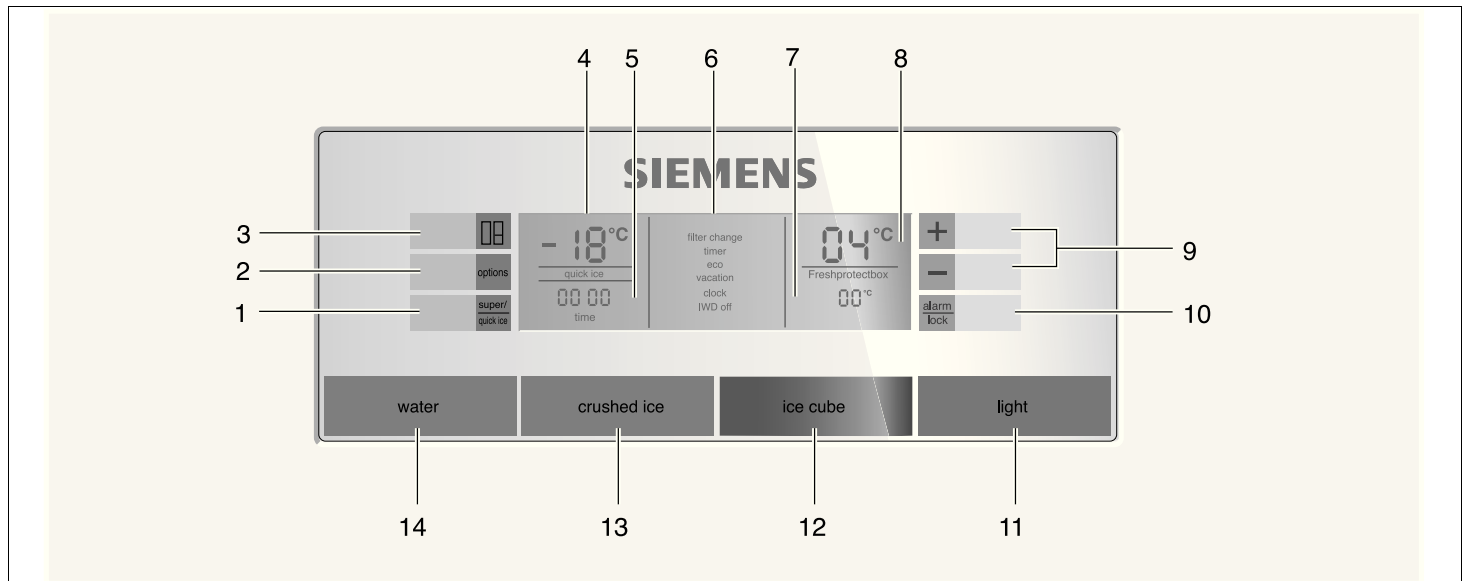 4 5 6 7 8
SIEMENS
3
2 options
1 super/
quick ice
- 18°C
quick ice
00 00
time
filter change
timer
eco
vacation
clock
IWD off
04°C
Freshprotectbox
00°C
+
−
9
alarm
lock
10
water crushed ice ice cube light
14 13 12 11